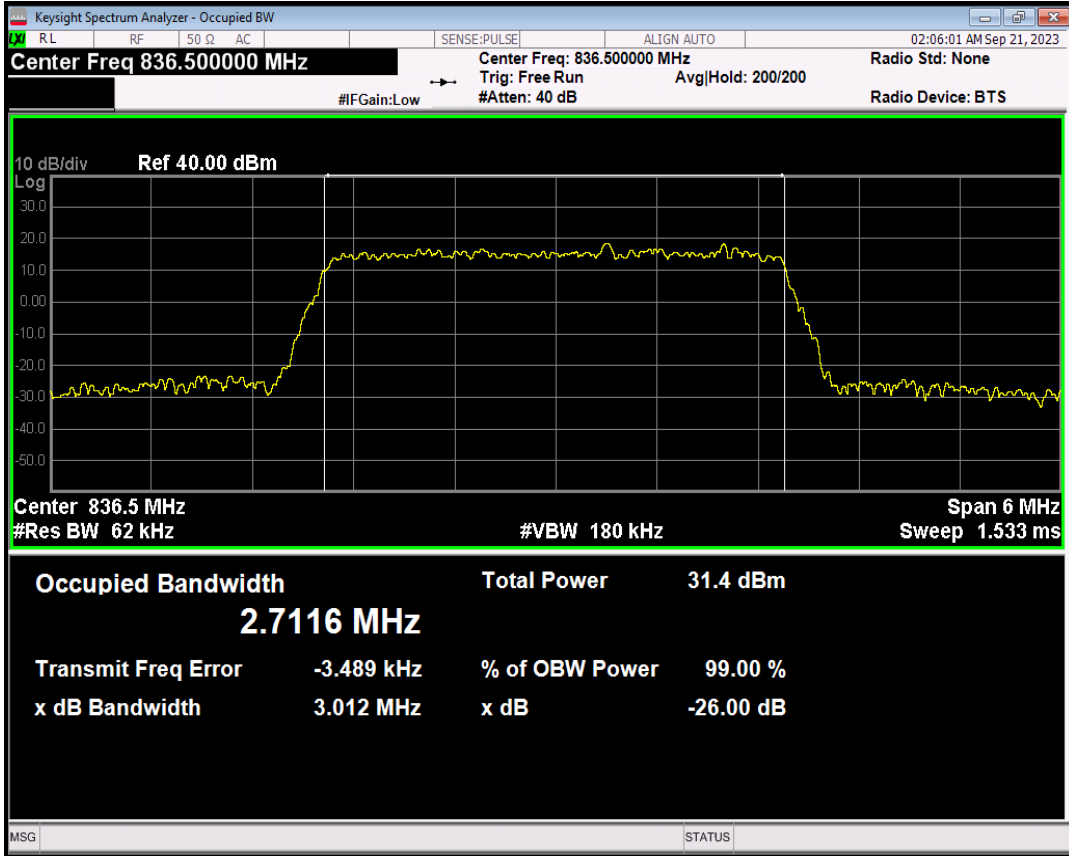 Keysight Spectrum Analyzer - Occupied BW
LXI RL RF 50 Ω AC SENSE:PULSE ALIGN AUTO 02:06:01 AM Sep 21, 2023
Center Freq 836.500000 MHz
Center Freq: 836.500000 MHz
Radio Std: None
Trig: Free Run Avg|Hold: 200/200
#IFGain:Low #Atten: 40 dB Radio Device: BTS
10 dB/div Ref 40.00 dBm
Log
30.0
20.0
10.0
0.00
-10.0
-20.0
-30.0
-40.0
-50.0
Center 836.5 MHz Span 6 MHz
#Res BW 62 kHz #VBW 180 kHz Sweep 1.533 ms
Occupied Bandwidth Total Power 31.4 dBm
2.7116 MHz
Transmit Freq Error -3.489 kHz % of OBW Power 99.00 %
x dB Bandwidth 3.012 MHz x dB -26.00 dB
MSG STATUS